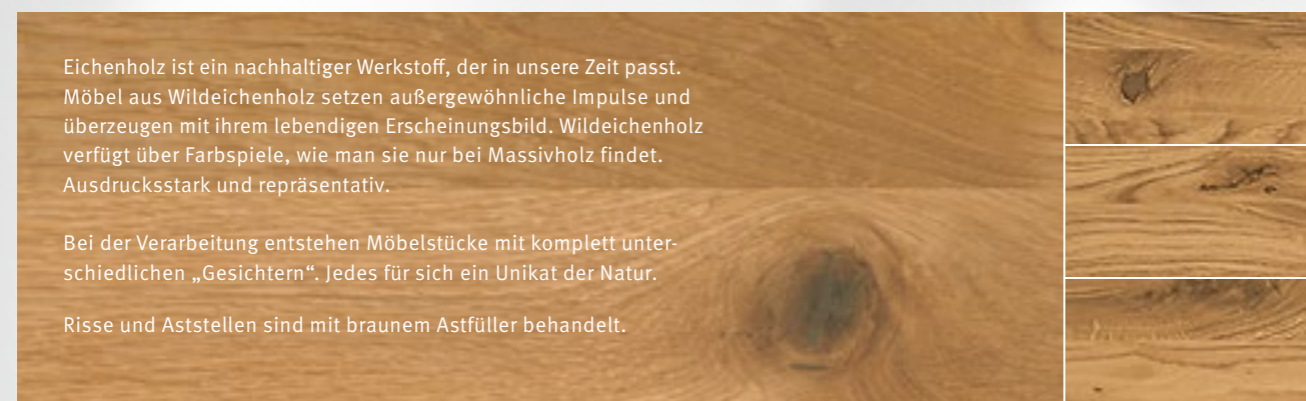 Eichenholz ist ein nachhaltiger Werkstoff, der in unsere Zeit passt.
Möbel aus Wildeichenholz setzen außergewöhnliche Impulse und
überzeugen mit ihrem lebendigen Erscheinungsbild. Wildeichenholz
verfügt über Farbspiele, wie man sie nur bei Massivholz findet.
Ausdrucksstark und repräsentativ.
Bei der Verarbeitung entstehen Möbelstücke mit komplett unter-
schiedlichen „Gesichtern“. Jedes für sich ein Unikat der Natur.
Risse und Aststellen sind mit braunem Astfüller behandelt.